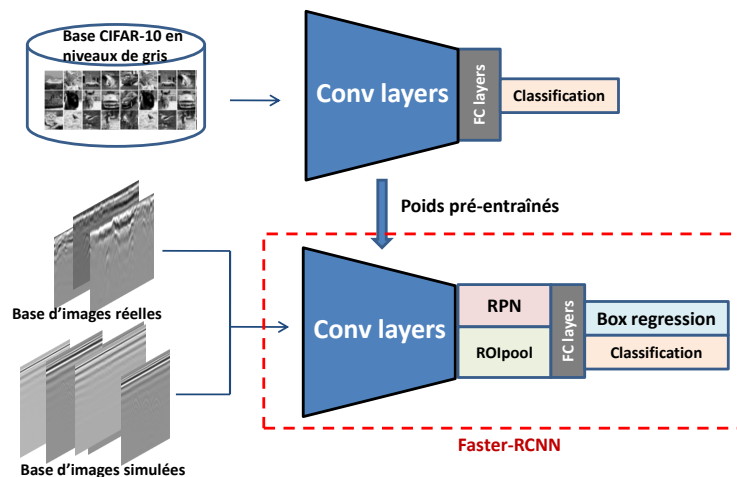 Base CIFAR-10 en
niveaux de gris
Conv layers
FC layers
Classification
Poids pré-entraînés
Base d'images réelles
Conv layers
RPN
ROIpool
FC layers
Box regression
Classification
Faster-RCNN
Base d'images simulées